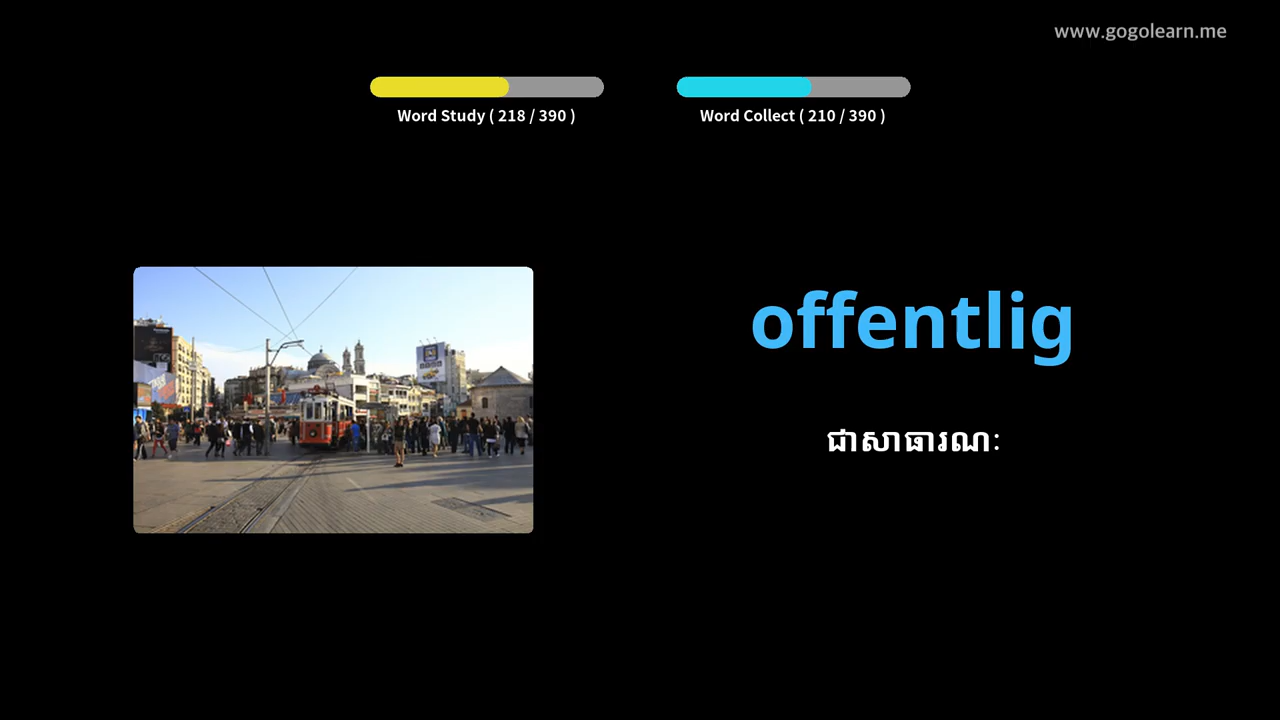 www.gogolearn.me
Word Study ( 218 / 390 )
Word Collect ( 210 / 390 )
offentlig
ជាសាធារណៈ